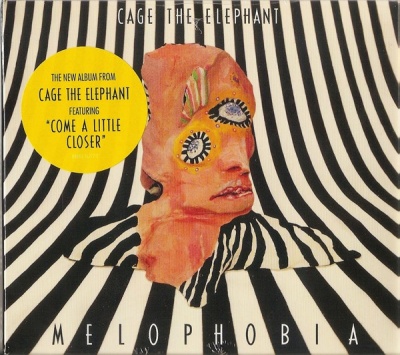 CAGE THE ELEPHANT
THE NEW ALBUM FROM
CAGE THE ELEPHANT
FEATURING
"COME A LITTLE
CLOSER"
MELOPHOBIA